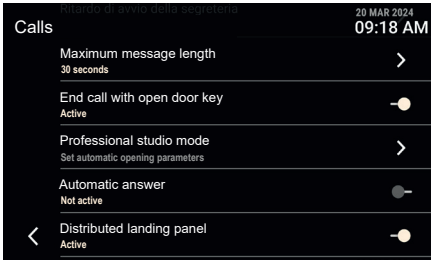 Ritardo di avvio della segreteria
20 MAR 2024
Calls
09:18 AM
Maximum message length
30 seconds
End call with open door key
Active
Professional studio mode
Set automatic opening parameters
Automatic answer
Not active
Distributed landing panel
Active